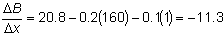 ΔB/Δx = 20.8 − 0.2(160) − 0.1(1) = −11.3